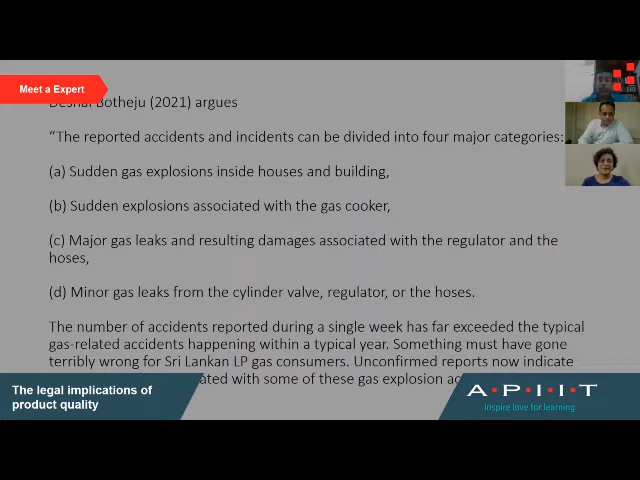 Meet a Expert
Botheju (2021) argues
“The reported accidents and incidents can be divided into four major categories:
(a) Sudden gas explosions inside houses and building,
(b) Sudden explosions associated with the gas cooker,
(c) Major gas leaks and resulting damages associated with the regulator and the
hoses,
(d) Minor gas leaks from the cylinder valve, regulator, or the hoses.
The number of accidents reported during a single week has far exceeded the typical
gas-related accidents happening within a typical year. Something must have gone
terribly wrong for Sri Lankan LP gas consumers. Unconfirmed reports now indicate
with some of these gas explosion
The legal implications of
product quality
A·P·I·I·T
Inspire love for learning